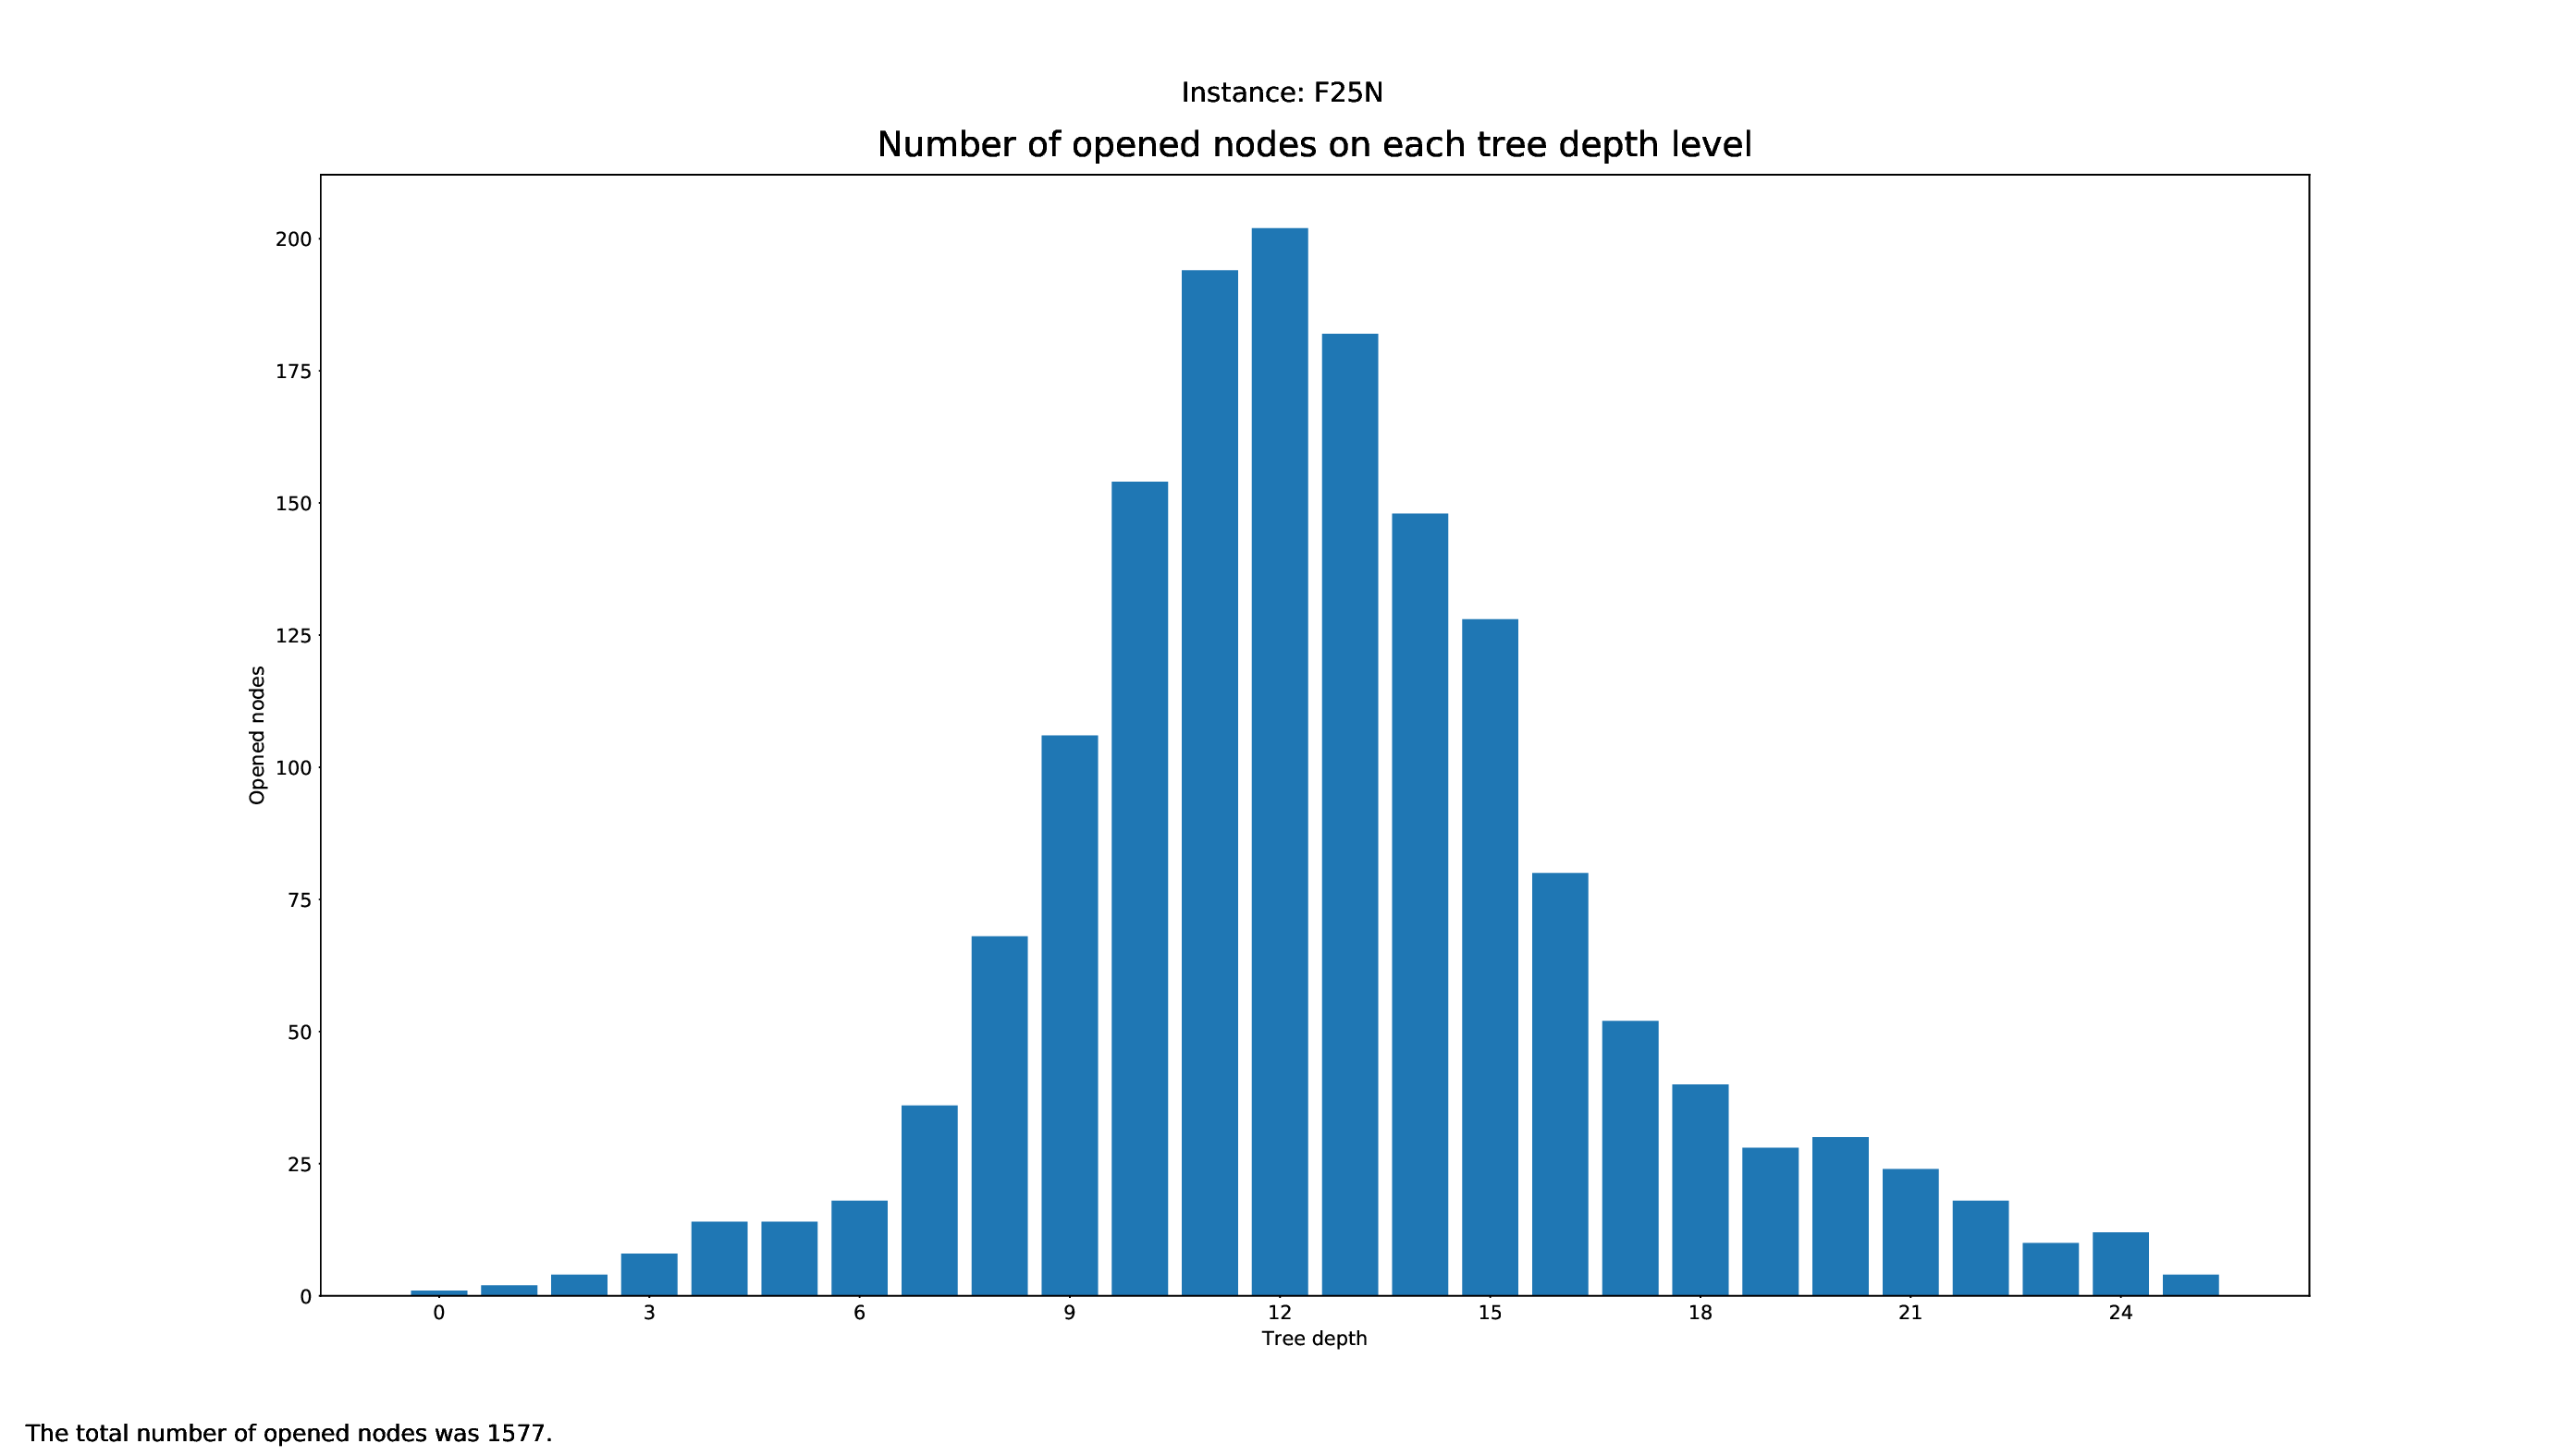 Instance: F25N
Number of opened nodes on each tree depth level
200
175
150
125
100
75
50
25
0
Opened nodes
0 3 6 9 12 15 18 21 24
Tree depth
The total number of opened nodes was 1577.